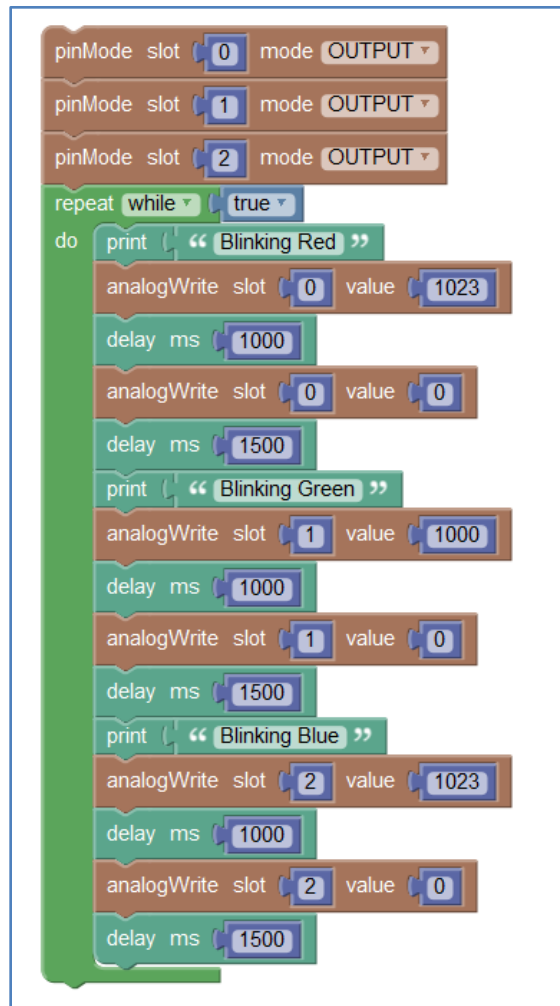 pinMode slot 0 mode OUTPUT
pinMode slot 1 mode OUTPUT
pinMode slot 2 mode OUTPUT
repeat while true
do print “ Blinking Red ”
analogWrite slot 0 value 1023
delay ms 1000
analogWrite slot 0 value 0
delay ms 1500
print “ Blinking Green ”
analogWrite slot 1 value 1000
delay ms 1000
analogWrite slot 1 value 0
delay ms 1500
print “ Blinking Blue ”
analogWrite slot 2 value 1023
delay ms 1000
analogWrite slot 2 value 0
delay ms 1500